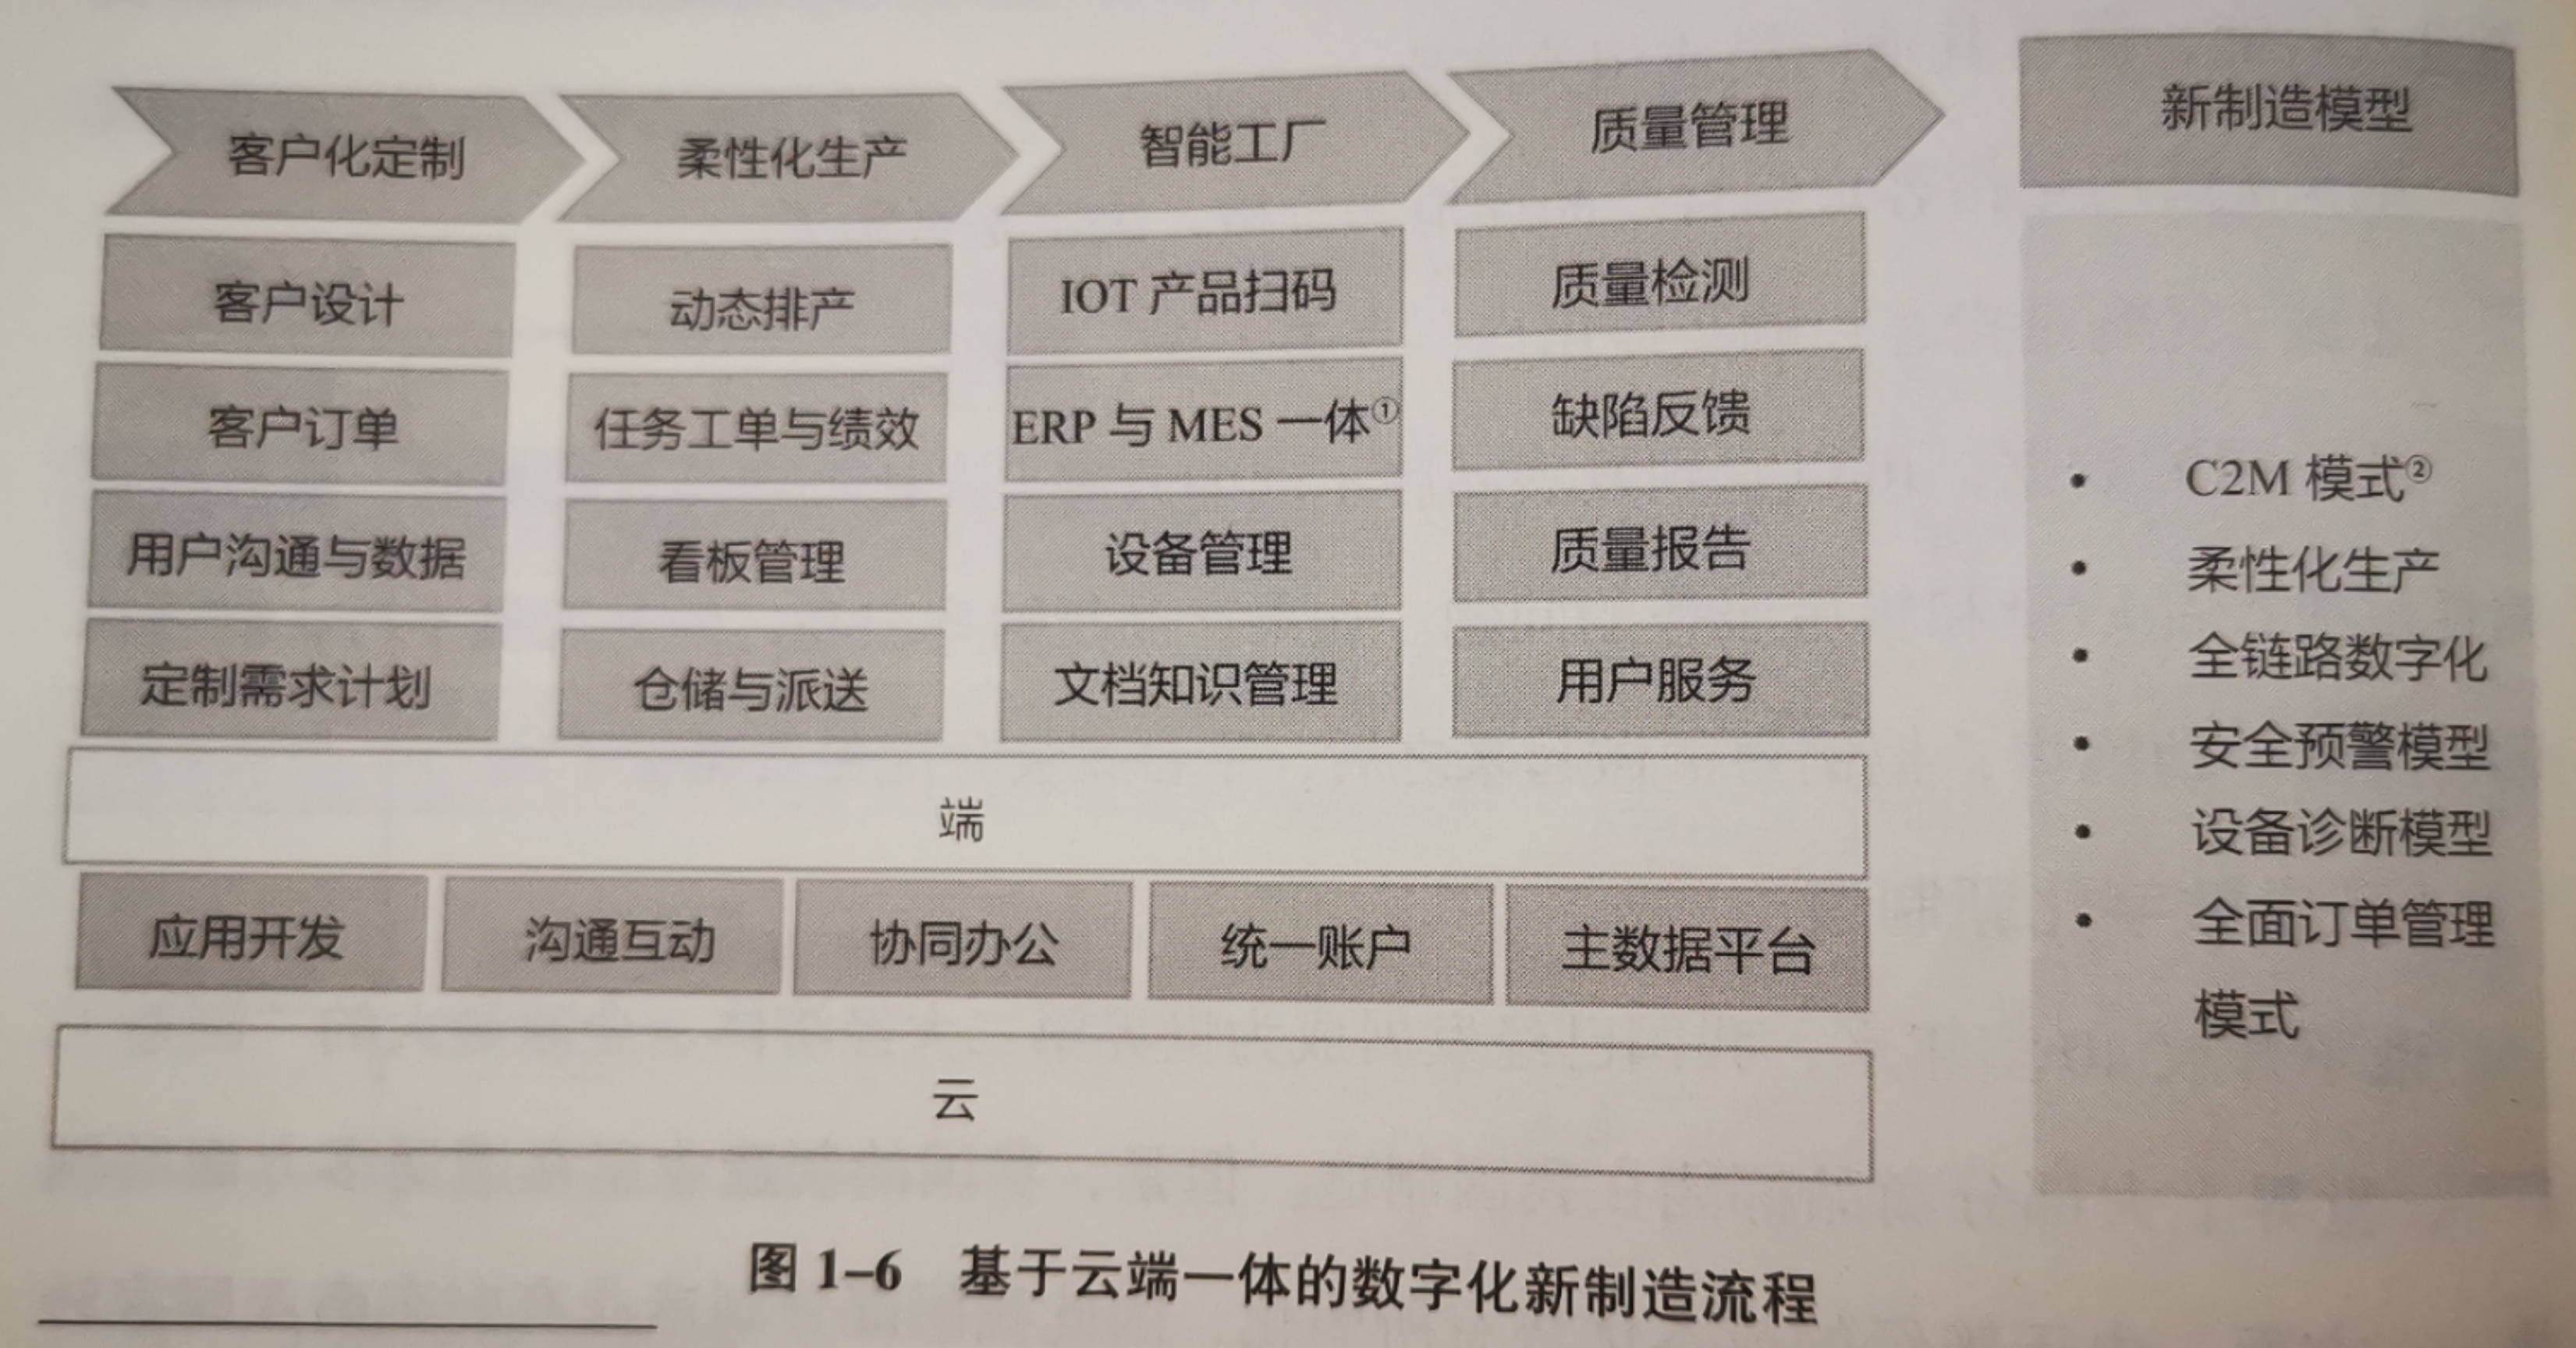 客户化定制 柔性化生产 智能工厂 质量管理 新制造模型
客户设计 动态排产 IOT 产品扫码 质量检测
客户订单 任务工单与绩效 ERP 与 MES 一体① 缺陷反馈
用户沟通与数据 看板管理 设备管理 质量报告
定制需求计划 仓储与派送 文档知识管理 用户服务
端
应用开发 沟通互动 协同办公 统一账户 主数据平台
云
• C2M 模式②
• 柔性化生产
• 全链路数字化
• 安全预警模型
• 设备诊断模型
• 全面订单管理
模式
图 1-6 基于云端一体的数字化新制造流程